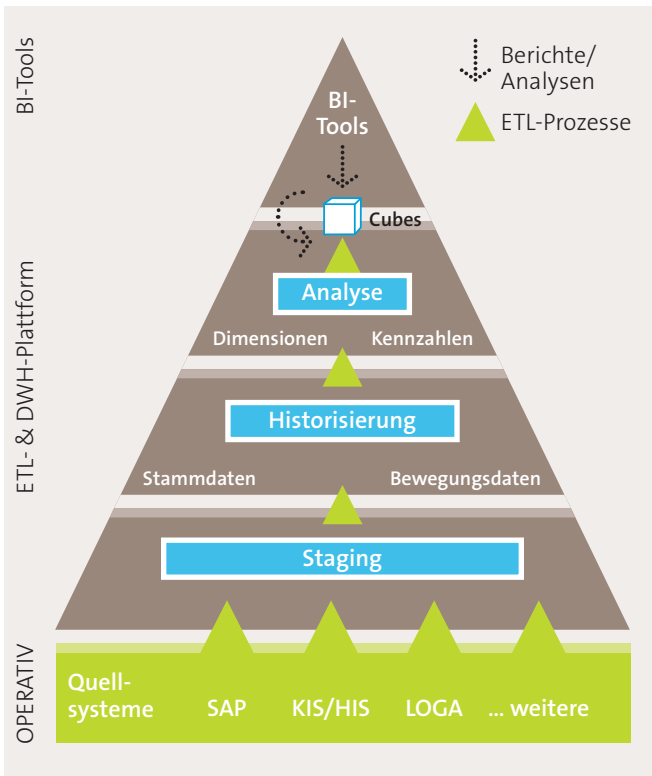 BI-Tools
Berichte/
Analysen
ETL-Prozesse
BI-
Tools
Cubes
ETL- & DWH-Plattform
Analyse
Dimensionen Kennzahlen
Historisierung
Stammdaten Bewegungsdaten
Staging
OPERATIV
Quell-
systeme SAP KIS/HIS LOGA ... weitere